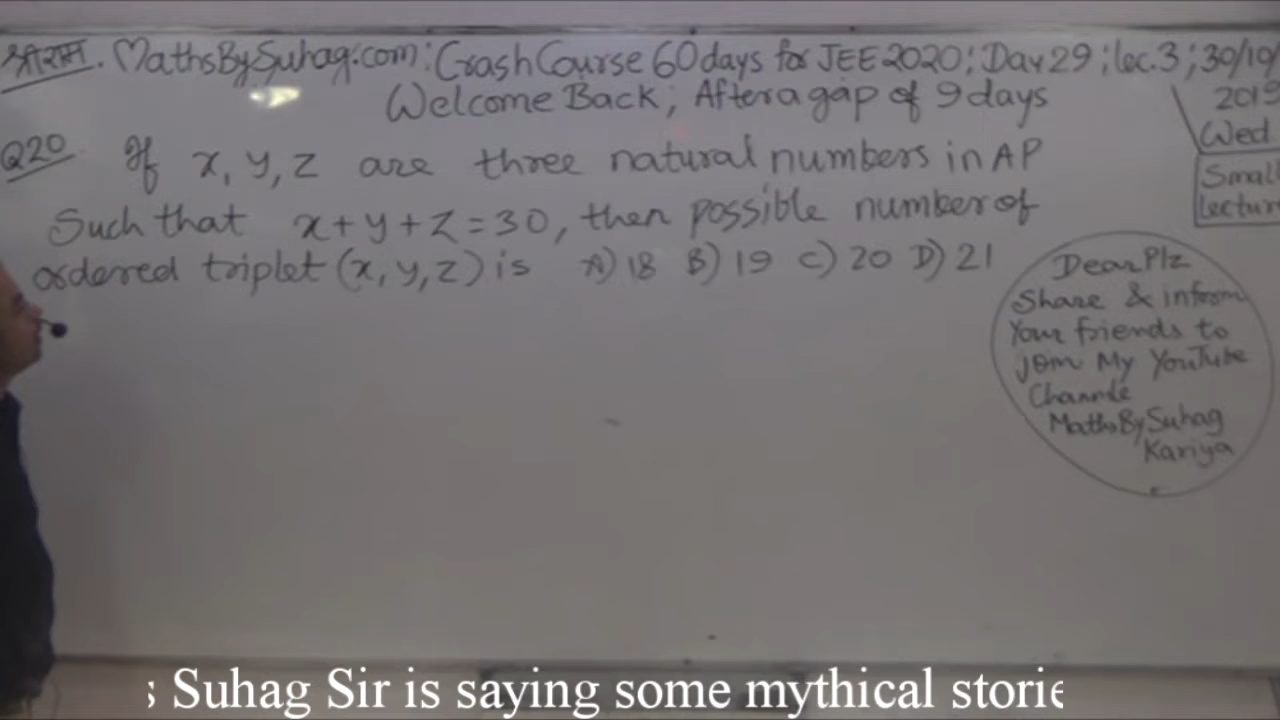 श्रीराम. MathsBySuhag.com: Crash Course 60 days for JEE 2020; Day 29; lec. 3; 30/10/
2019
Wed.
Welcome Back; After a gap of 9 days
Q20 If x, y, z are three natural numbers in AP
Such that x+y+z=30, then possible number of
ordered triplet (x, y, z) is A) 18 B) 19 C) 20 D) 21
Small
lecture
Dear Plz
Share & inform
Your friends to
join My YouTube
MathsBySuhag
Kariya
; Suhag Sir is saying some mythical storie